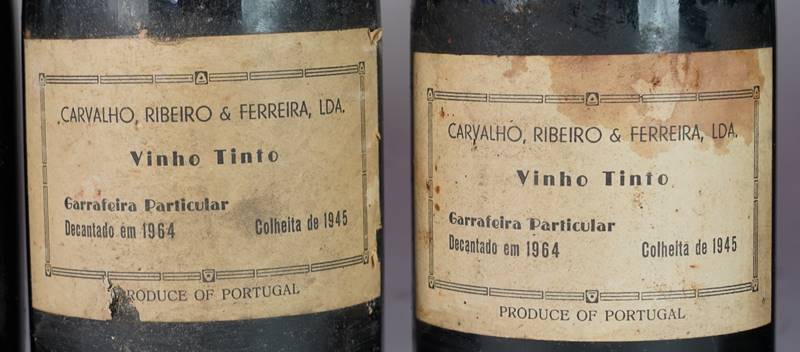 CARVALHO, RIBEIRO & FERREIRA, LDA.
Vinho Tinto
Garrafeira Particular
Decantado em 1964 Colheita de 1945
PRODUCE OF PORTUGAL
CARVALHO, RIBEIRO & FERREIRA, LDA.
Vinho Tinto
Garrafeira Particular
Decantado em 1964 Colheita de 1945
PRODUCE OF PORTUGAL